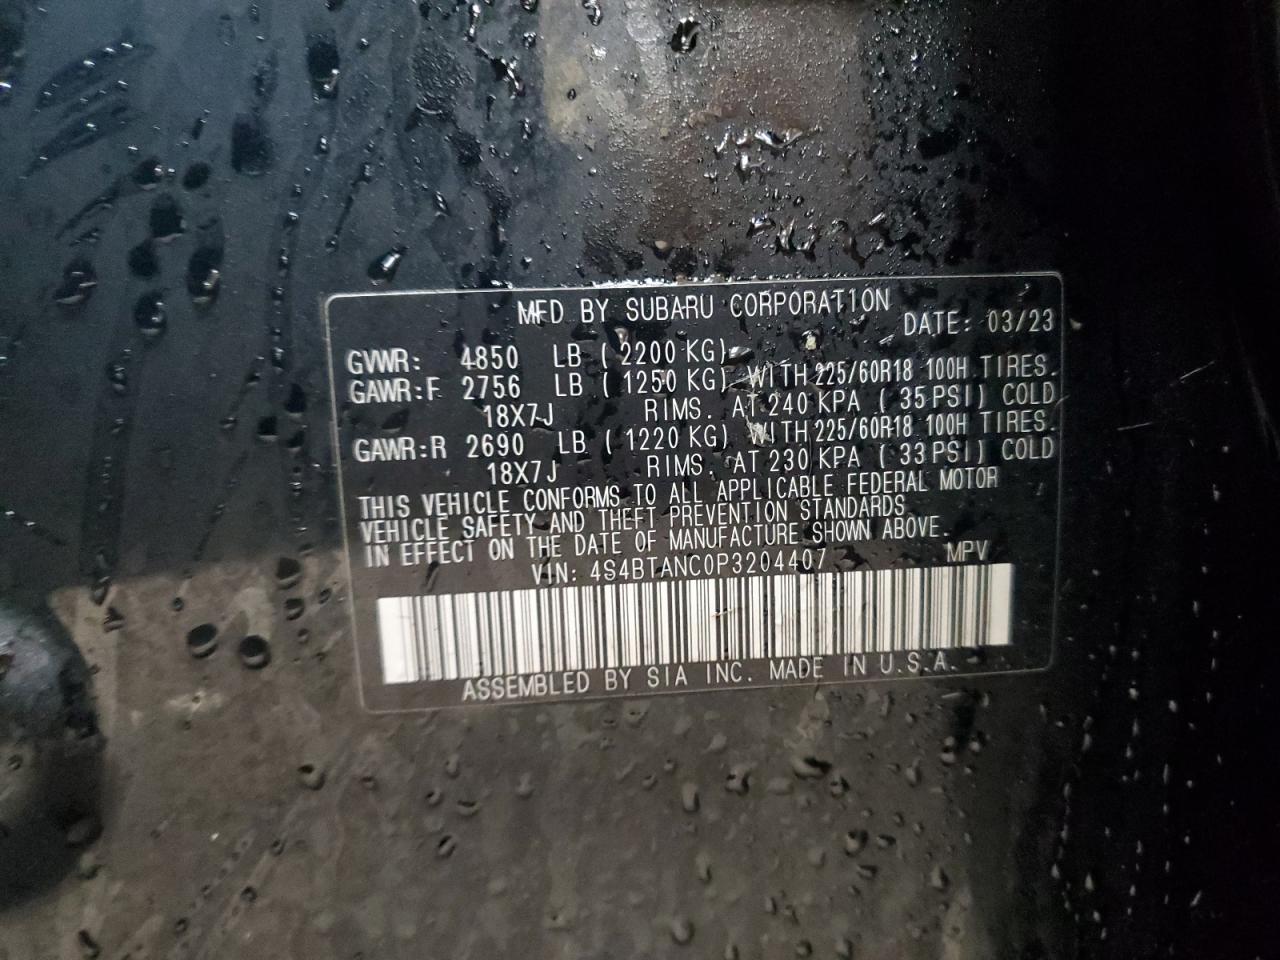 MFD BY SUBARU CORPORATION
DATE: 03/23
GVWR: 4850 LB ( 2200 KG)
GAWR:F 2756 LB ( 1250 KG) WITH 225/60R18 100H TIRES.
18X7J RIMS. AT 240 KPA ( 35 PSI) COLD
GAWR:R 2690 LB ( 1220 KG) WITH 225/60R18 100H TIRES.
18X7J RIMS. AT 230 KPA ( 33 PSI) COLD
THIS VEHICLE CONFORMS TO ALL APPLICABLE FEDERAL MOTOR
VEHICLE SAFETY AND THEFT PREVENTION STANDARDS
IN EFFECT ON THE DATE OF MANUFACTURE SHOWN ABOVE.
VIN: 4S4BTANC0P3204407 MPV
ASSEMBLED BY SIA INC. MADE IN U.S.A.